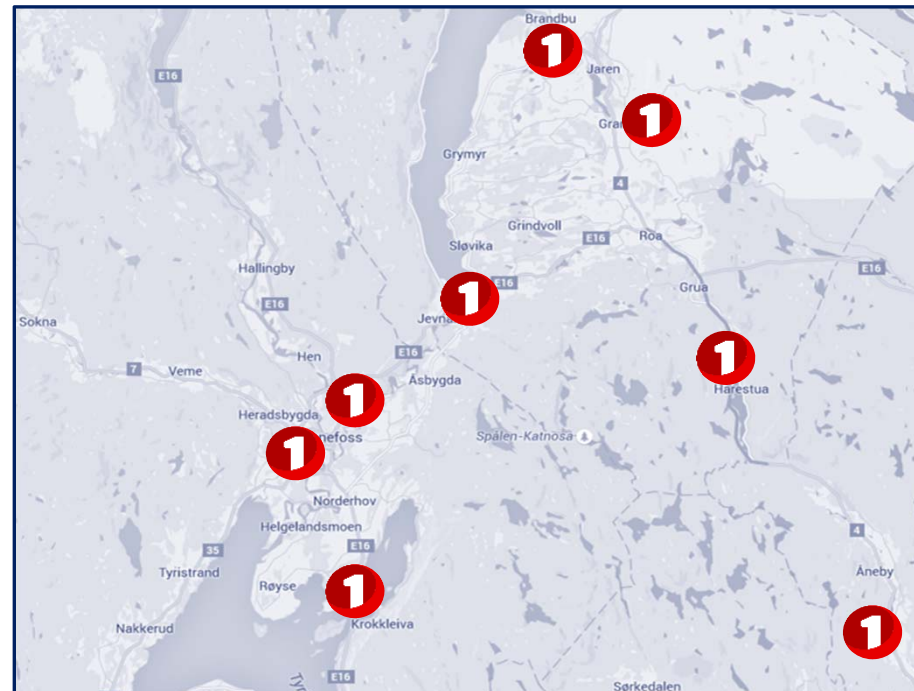 Brandbu
1
E16
Jaren
1
Gran
Grymyr
4
Grindvoll
E16
Roa
Sløvika
Hallingby
E16
E16
Grua
1
E16
Sokna
Jevna
E16
Hen
1
7
Veme
Åsbygda
Harestua
1
Heradsbygda
nefoss
Spålen-Katnosa
1
Norderhov
Helgelandsmoen
4
35
E16
Tyristrand
Åneby
Røyse
1
Krokkleiva
Nakkerud
1
E16
Sørkedalen